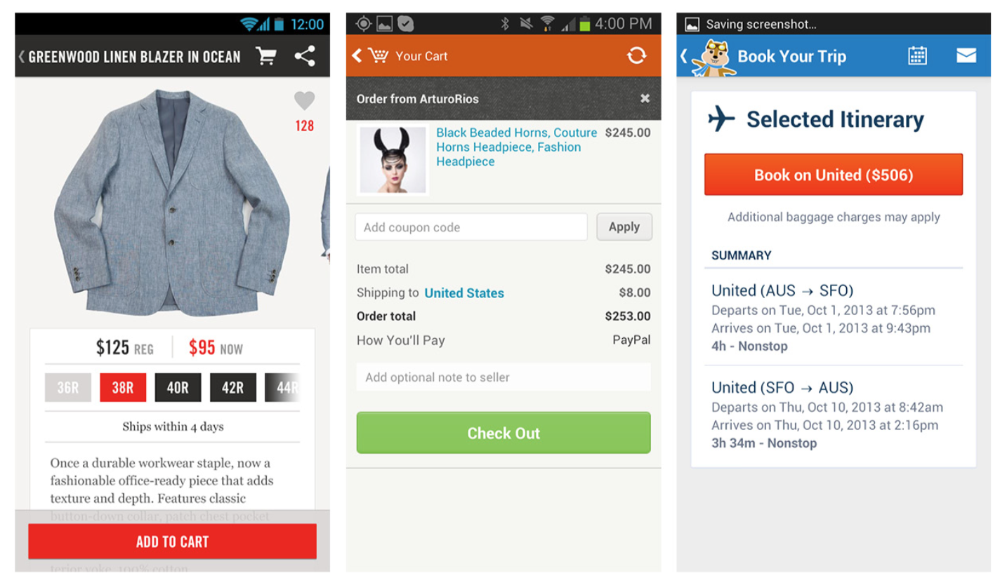 12:00
GREENWOOD LINEN BLAZER IN OCEAN
128
$125 REG $95 NOW
36R 38R 40R 42R 44R
Ships within 4 days
Once a durable workwear staple, now a
fashionable office-ready piece that adds
texture and depth. Features classic
button-down collar, patch chest pocket
ADD TO CART
terior yoke. 100% cotton
4:00 PM
Your Cart
Order from ArturoRios
Black Beaded Horns, Couture $245.00
Horns Headpiece, Fashion
Headpiece
Add coupon code Apply
Item total $245.00
Shipping to United States $8.00
Order total $253.00
How You'll Pay PayPal
Add optional note to seller
Check Out
Saving screenshot...
Book Your Trip
Selected Itinerary
Book on United ($506)
Additional baggage charges may apply
SUMMARY
United (AUS → SFO)
Departs on Tue, Oct 1, 2013 at 7:56pm
Arrives on Tue, Oct 1, 2013 at 9:43pm
4h - Nonstop
United (SFO → AUS)
Departs on Thu, Oct 10, 2013 at 8:42am
Arrives on Thu, Oct 10, 2013 at 2:16pm
3h 34m - Nonstop